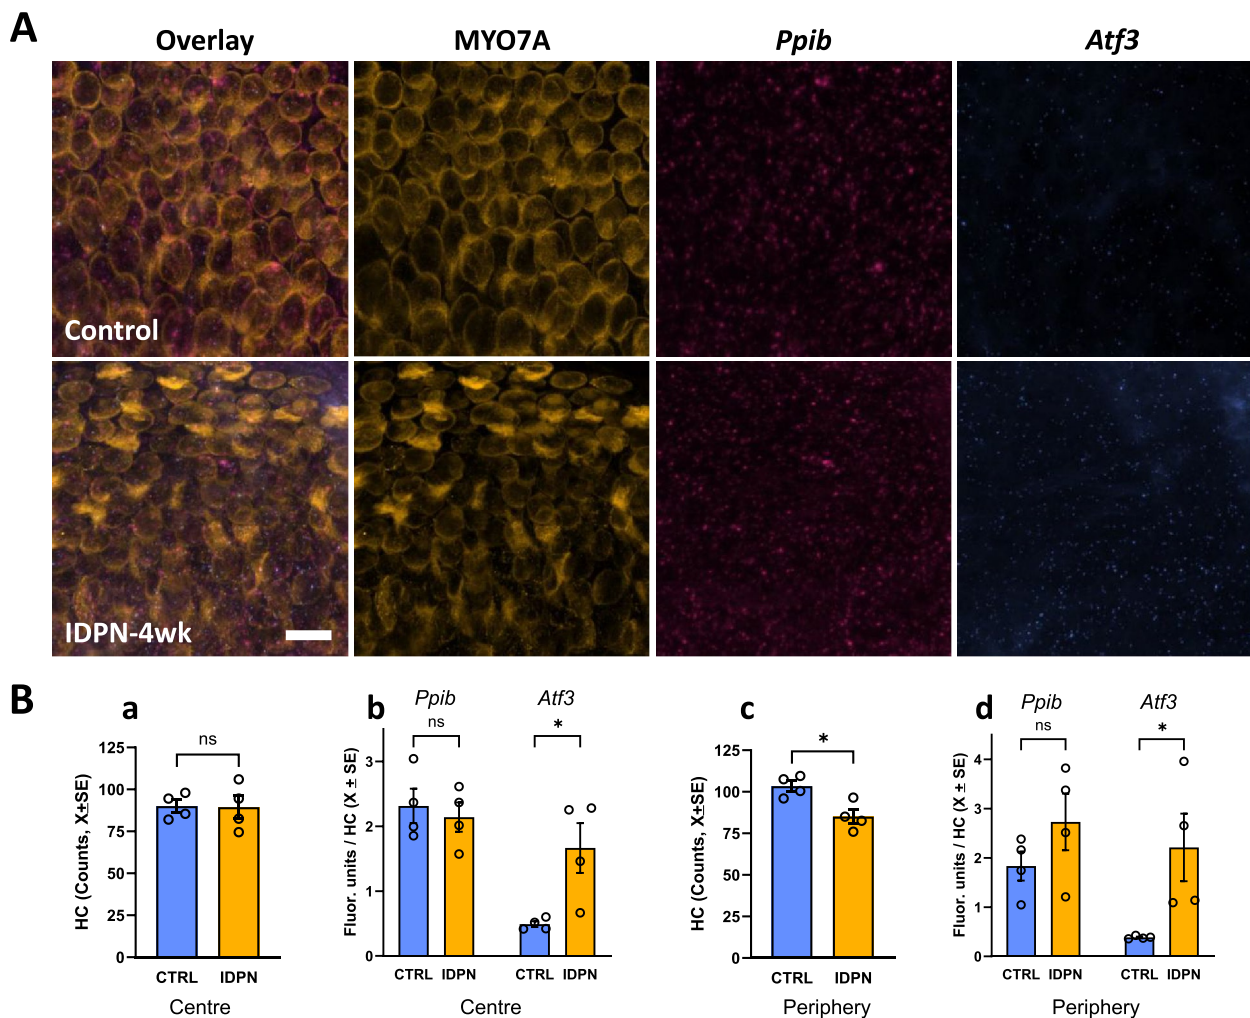 A
Overlay MYO7A Ppib Atf3
Control
IDPN-4wk
B
a
HC (Counts, X±SE)
125
100
75
50
25
0
ns
CTRL IDPN
Centre
b
Ppib Atf3
ns *
Fluor. units / HC (X ± SE)
3
2
1
0
CTRL IDPN CTRL IDPN
Centre
c
*
HC (Counts, X±SE)
125
100
75
50
25
0
CTRL IDPN
Periphery
d
Ppib Atf3
ns *
Fluor. units / HC (X ± SE)
4
3
2
1
0
CTRL IDPN CTRL IDPN
Periphery